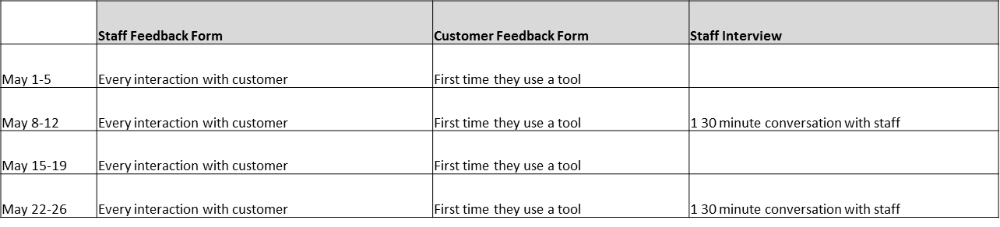 Staff Feedback Form Customer Feedback Form Staff Interview
May 1-5 Every interaction with customer First time they use a tool
May 8-12 Every interaction with customer First time they use a tool 1 30 minute conversation with staff
May 15-19 Every interaction with customer First time they use a tool
May 22-26 Every interaction with customer First time they use a tool 1 30 minute conversation with staff